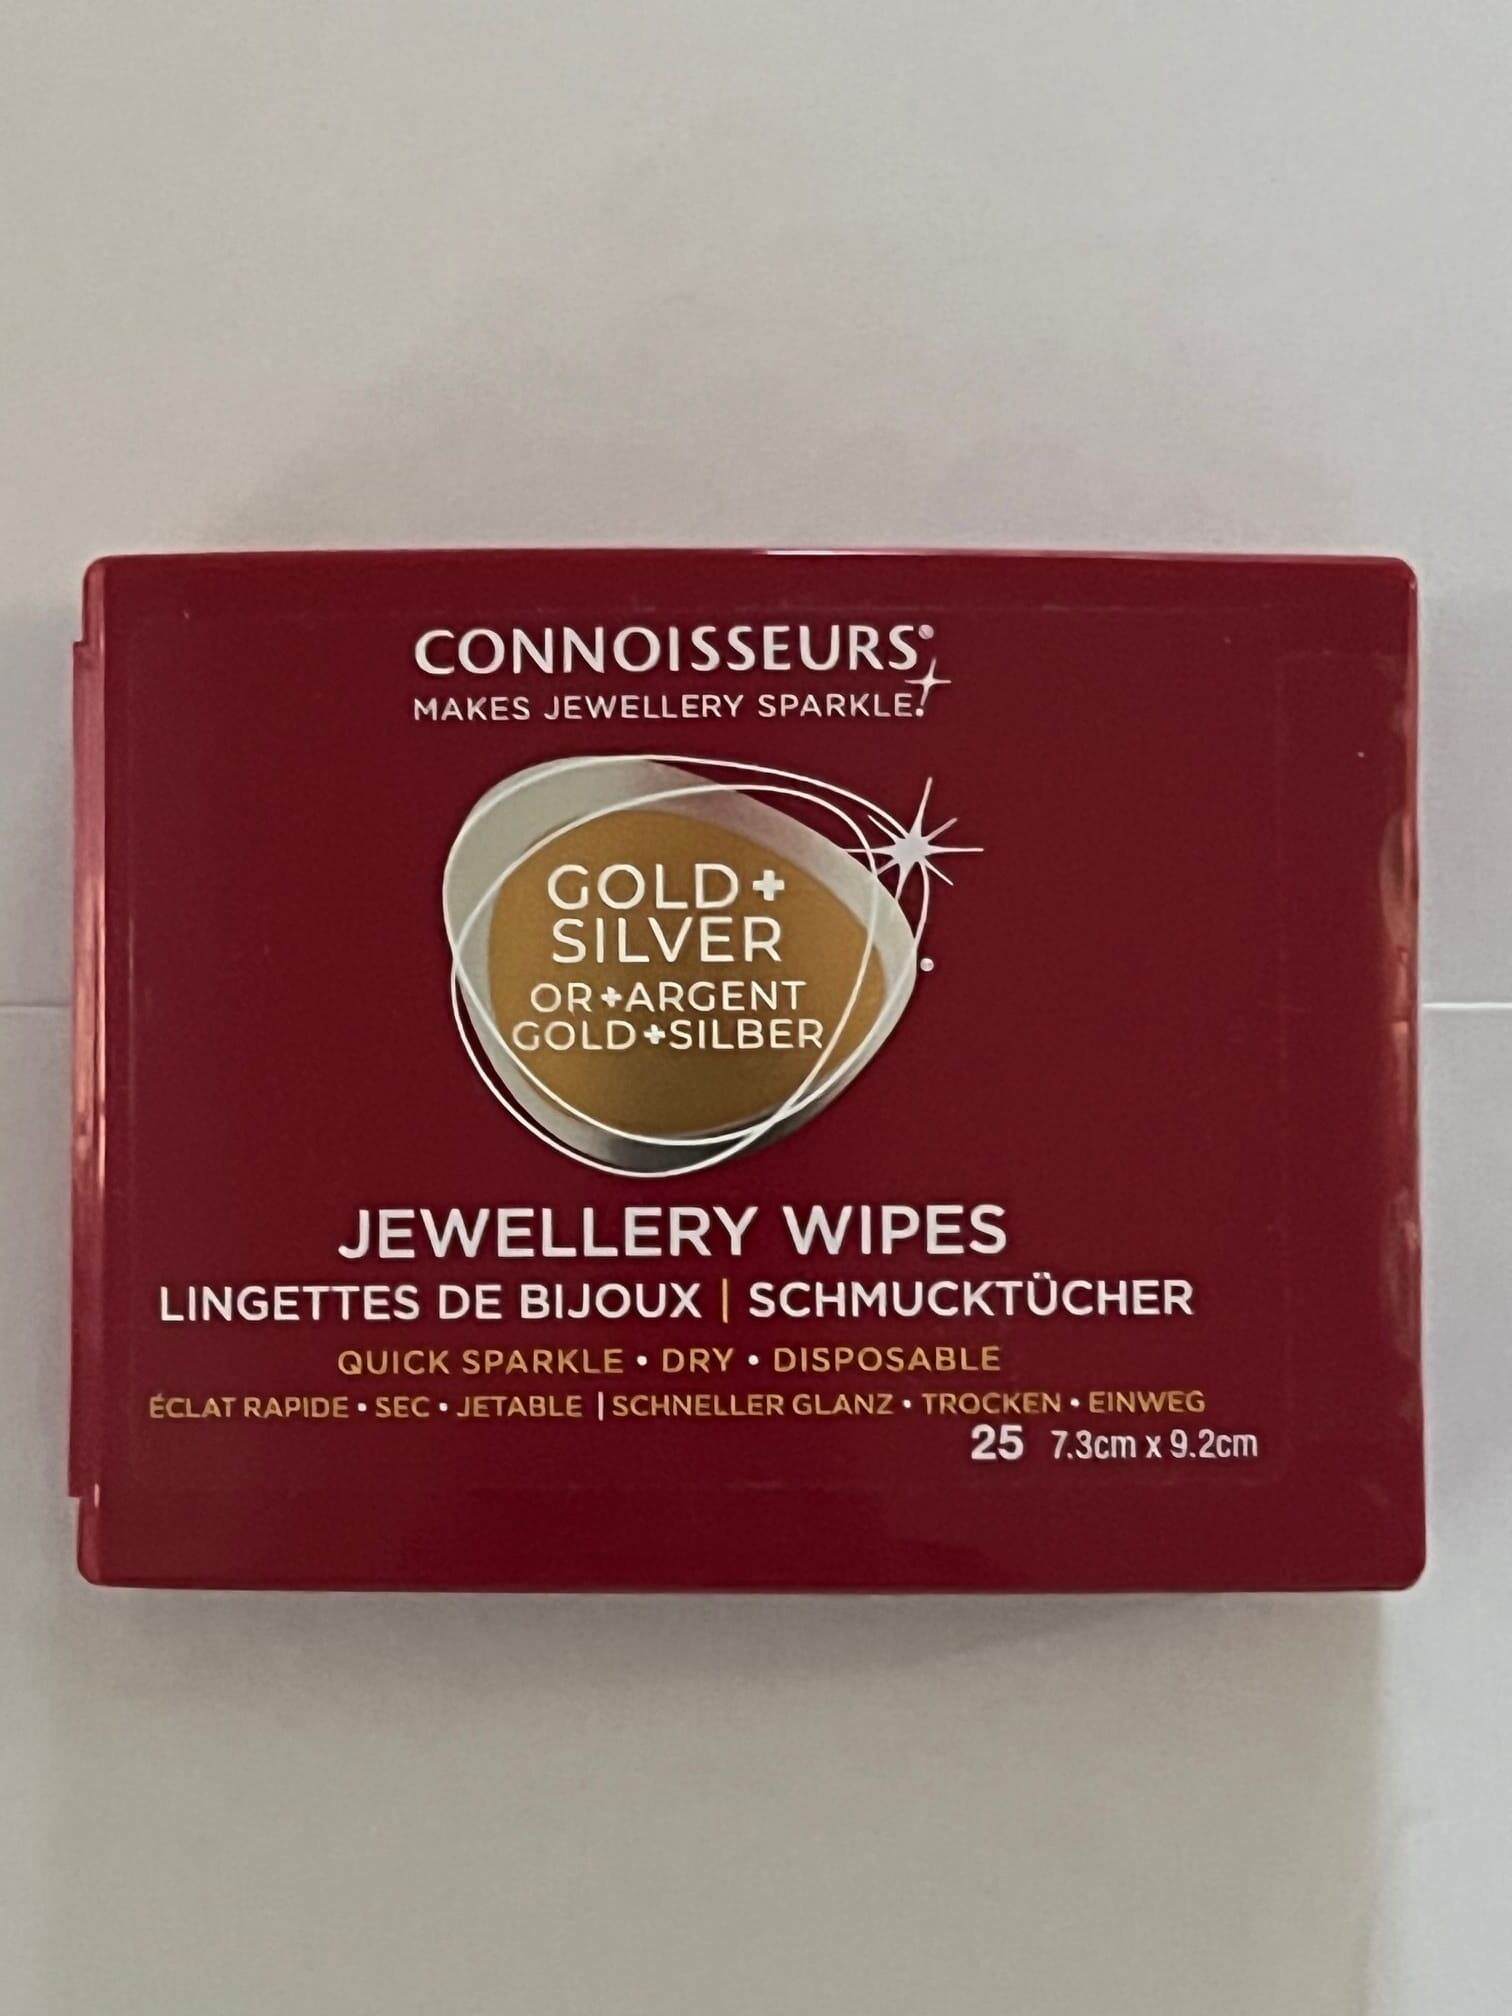 CONNOISSEURS®
MAKES JEWELLERY SPARKLE!
GOLD+
SILVER
OR+ARGENT
GOLD+SILBER
JEWELLERY WIPES
LINGETTES DE BIJOUX | SCHMUCKTÜCHER
QUICK SPARKLE • DRY • DISPOSABLE
ÉCLAT RAPIDE • SEC • JETABLE | SCHNELLER GLANZ • TROCKEN • EINWEG
25 7.3cm x 9.2cm